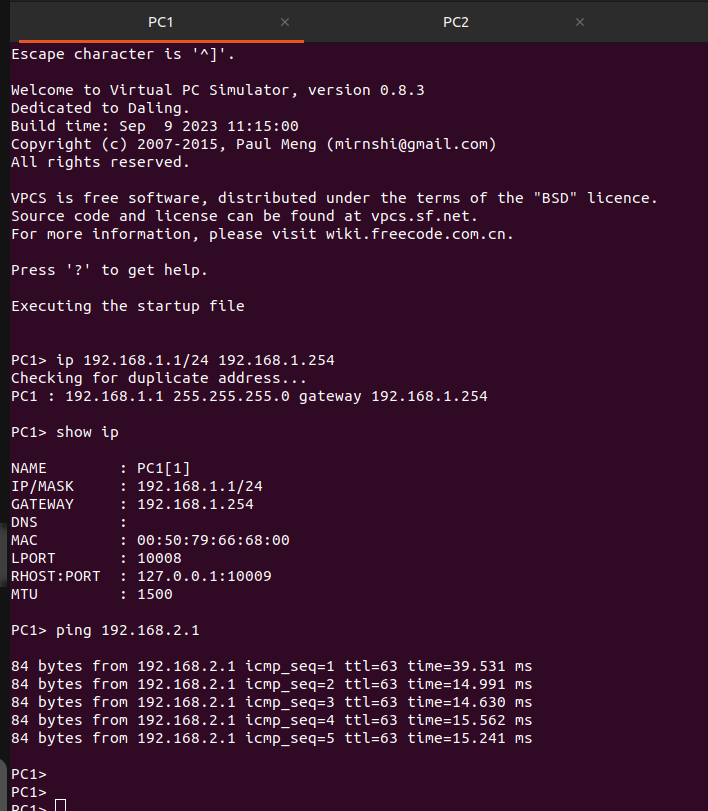 PC1 × PC2 ×
Escape character is '^]'.
Welcome to Virtual PC Simulator, version 0.8.3
Dedicated to Daling.
Build time: Sep  9 2023 11:15:00
Copyright (c) 2007-2015, Paul Meng (mirnshi@gmail.com)
All rights reserved.
VPCS is free software, distributed under the terms of the "BSD" licence.
Source code and license can be found at vpcs.sf.net.
For more information, please visit wiki.freecode.com.cn.
Press '?' to get help.
Executing the startup file
PC1> ip 192.168.1.1/24 192.168.1.254
Checking for duplicate address...
PC1 : 192.168.1.1 255.255.255.0 gateway 192.168.1.254
PC1> show ip
NAME        : PC1[1]
IP/MASK     : 192.168.1.1/24
GATEWAY     : 192.168.1.254
DNS         :
MAC         : 00:50:79:66:68:00
LPORT       : 10008
RHOST:PORT  : 127.0.0.1:10009
MTU         : 1500
PC1> ping 192.168.2.1
84 bytes from 192.168.2.1 icmp_seq=1 ttl=63 time=39.531 ms
84 bytes from 192.168.2.1 icmp_seq=2 ttl=63 time=14.991 ms
84 bytes from 192.168.2.1 icmp_seq=3 ttl=63 time=14.630 ms
84 bytes from 192.168.2.1 icmp_seq=4 ttl=63 time=15.562 ms
84 bytes from 192.168.2.1 icmp_seq=5 ttl=63 time=15.241 ms
PC1>
PC1>
PC1>